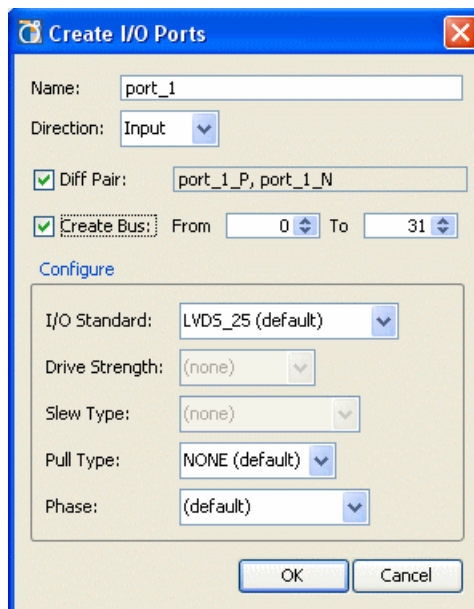 Create I/O Ports
Name: port_1
Direction: Input
Diff Pair: port_1_P, port_1_N
Create Bus: From 0 To 31
Configure
I/O Standard: LVDS_25 (default)
Drive Strength: (none)
Slew Type: (none)
Pull Type: NONE (default)
Phase: (default)
OK Cancel